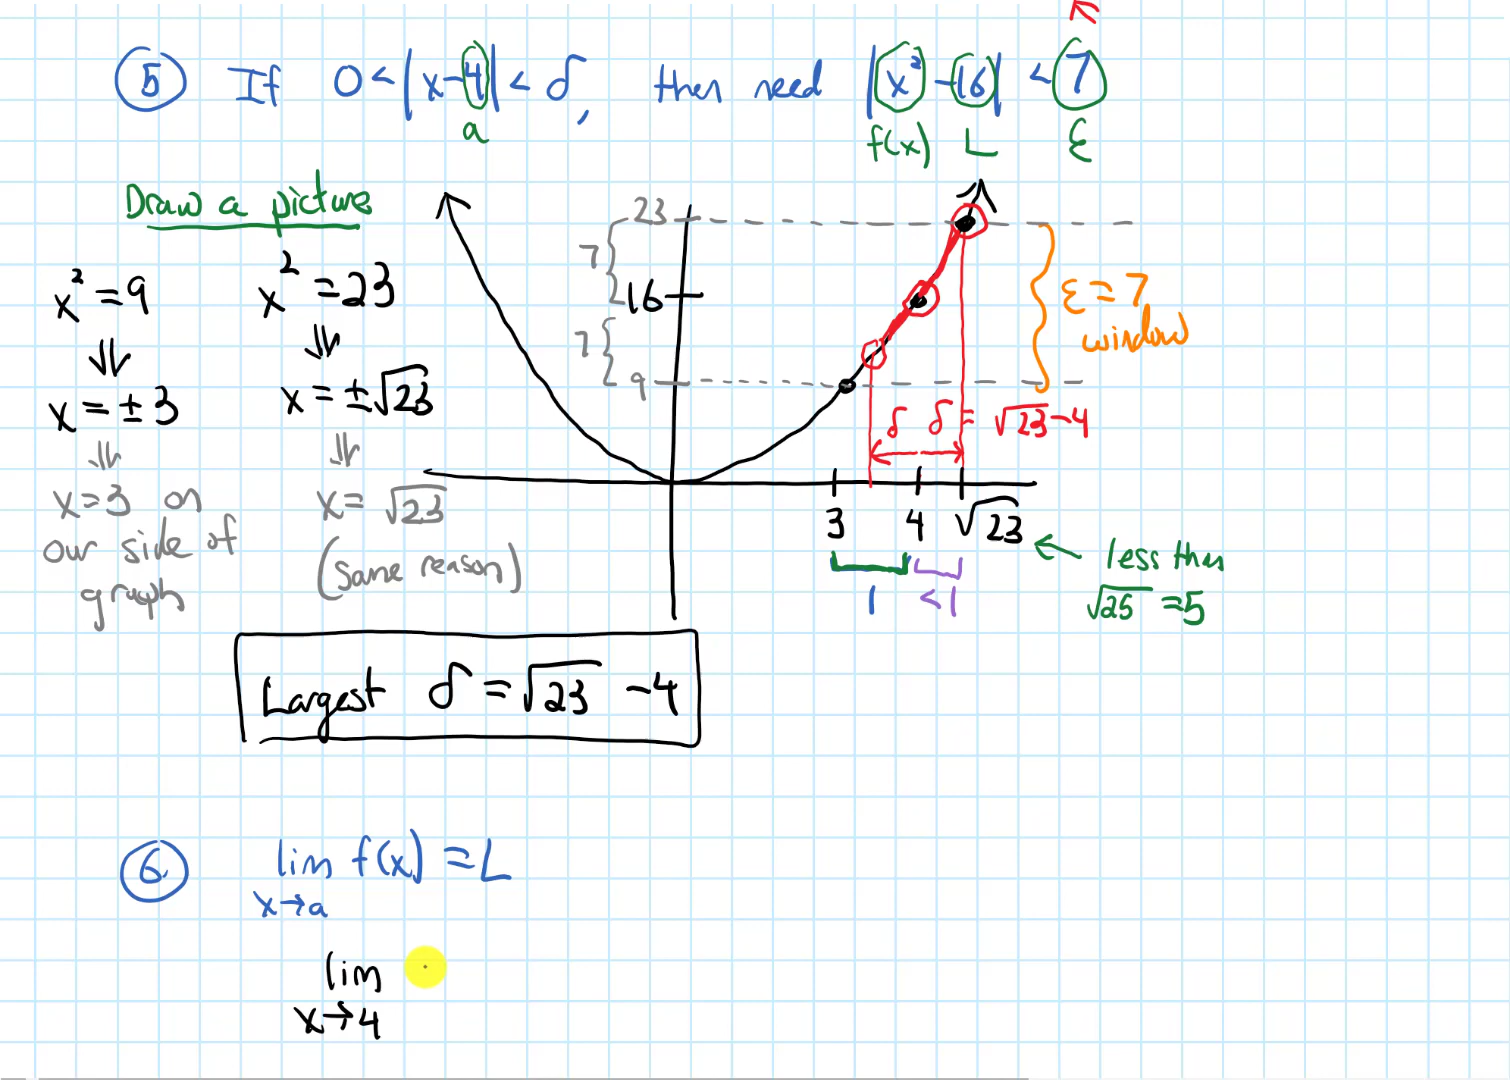 5 If 0 < |x-4| < δ, then need |x² - 16| < 7
a f(x) L ε
Draw a picture
x² = 9
⇓
x = ± 3
⇓
x = 3 on
our side of
graph
x² = 23
⇓
x = ±√23
⇓
x = √23
(same reason)
23
7
16
7
9
ε = 7
window
δ δ = √23 - 4
3 4 √23
1 < 1
← less than
√25 = 5
Largest δ = √23 - 4
6 lim f(x) = L
x→a
lim
x→4